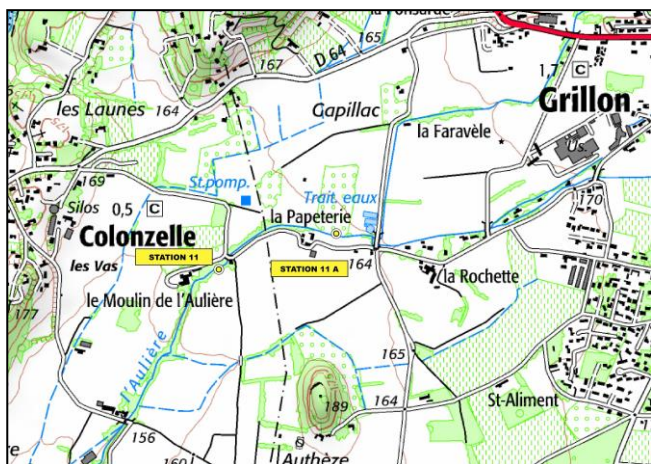 D 64
165
167
1,7
C
Grillon
les Launes
164
Capillac
la Faravèle
Us.
169
St.pomp.
Trait. eaux
170
Silos
0,5
C
la Papeterie
Colonzelle
STATION 11
STATION 11 A
164
les Vas
la Rochette
le Moulin de l'Aulière
177
l'Aulière
165
St-Aliment
189
164
156
160
Authèze